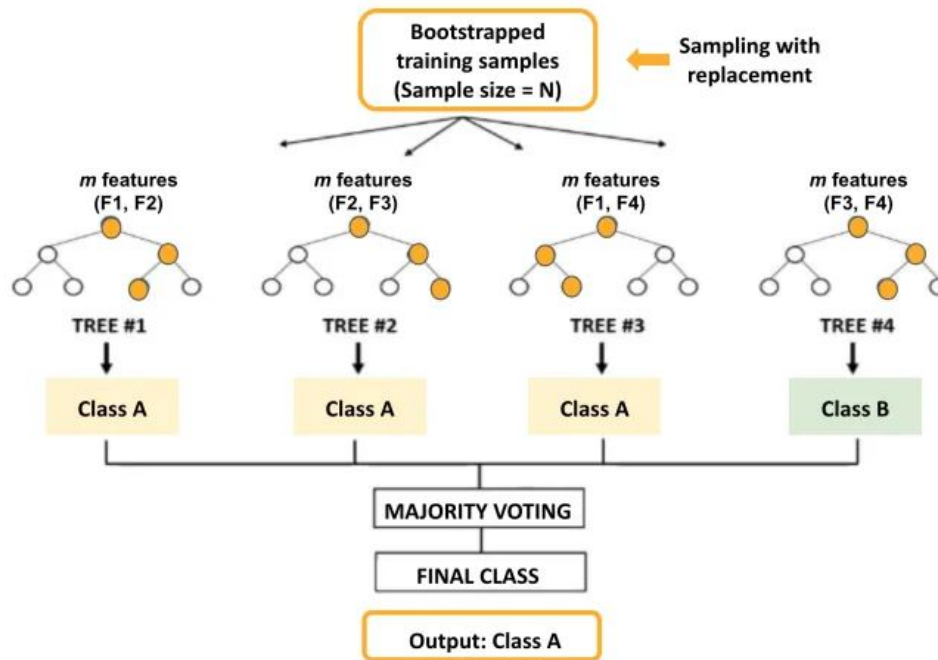 Bootstrapped
training samples
(Sample size = N)
Sampling with
replacement
m features
(F1, F2)
m features
(F2, F3)
m features
(F1, F4)
m features
(F3, F4)
TREE #1
TREE #2
TREE #3
TREE #4
Class A
Class A
Class A
Class B
MAJORITY VOTING
FINAL CLASS
Output: Class A